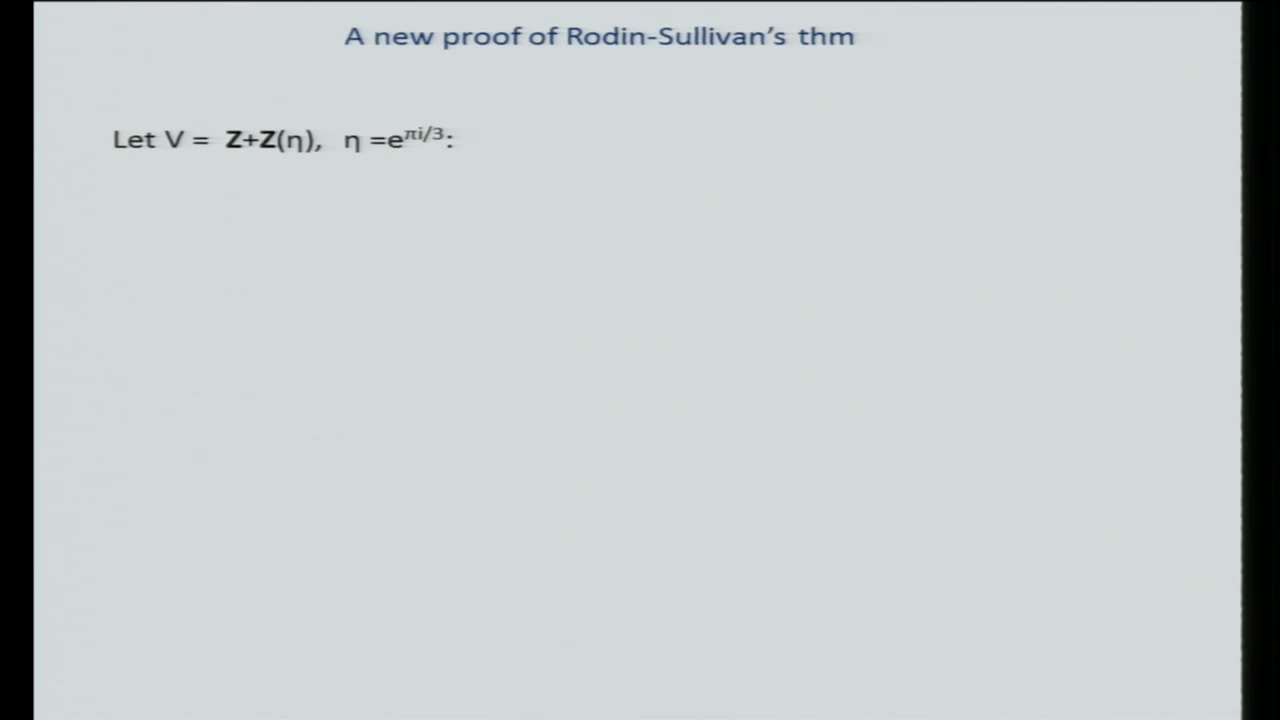 A new proof of Rodin-Sullivan's thm
Let V = Z+Z(η), η =e^πi/3: